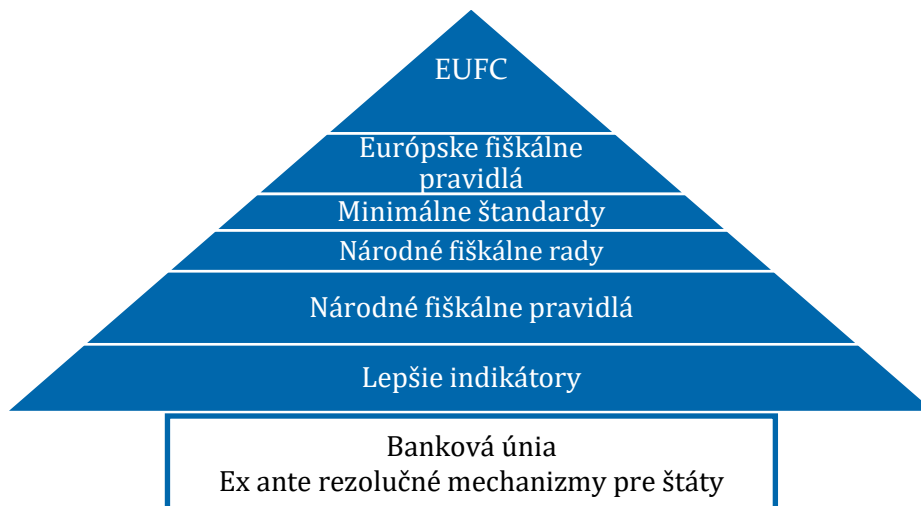 EUFC
Európske fiškálne
pravidlá
Minimálne štandardy
Národné fiškálne rady
Národné fiškálne pravidlá
Lepšie indikátory
Banková únia
Ex ante rezolučné mechanizmy pre štáty